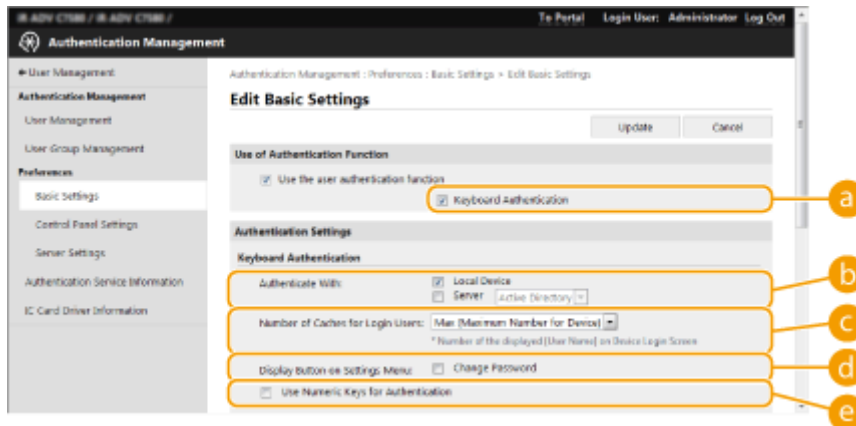 iR-ADV C7580 / iR-ADV C7580 /
To Portal Login User: Administrator Log Out
Authentication Management
User Management
Authentication Management : Preferences : Basic Settings > Edit Basic Settings
Authentication Management
Edit Basic Settings
User Management
Update Cancel
User Group Management
Use of Authentication Function
Preferences
Use the user authentication function
Basic Settings
Keyboard Authentication
a
Control Panel Settings
Authentication Settings
Server Settings
Keyboard Authentication
Authentication Service Information
Authenticate With: Local Device
b
Server Active Directory
IC Card Driver Information
Number of Caches for Login Users: Max (Maximum Number for Device)
c
* Number of the displayed [User Name] on Device Login Screen
Display Button on Settings Menu: Change Password
d
Use Numeric Keys for Authentication
e